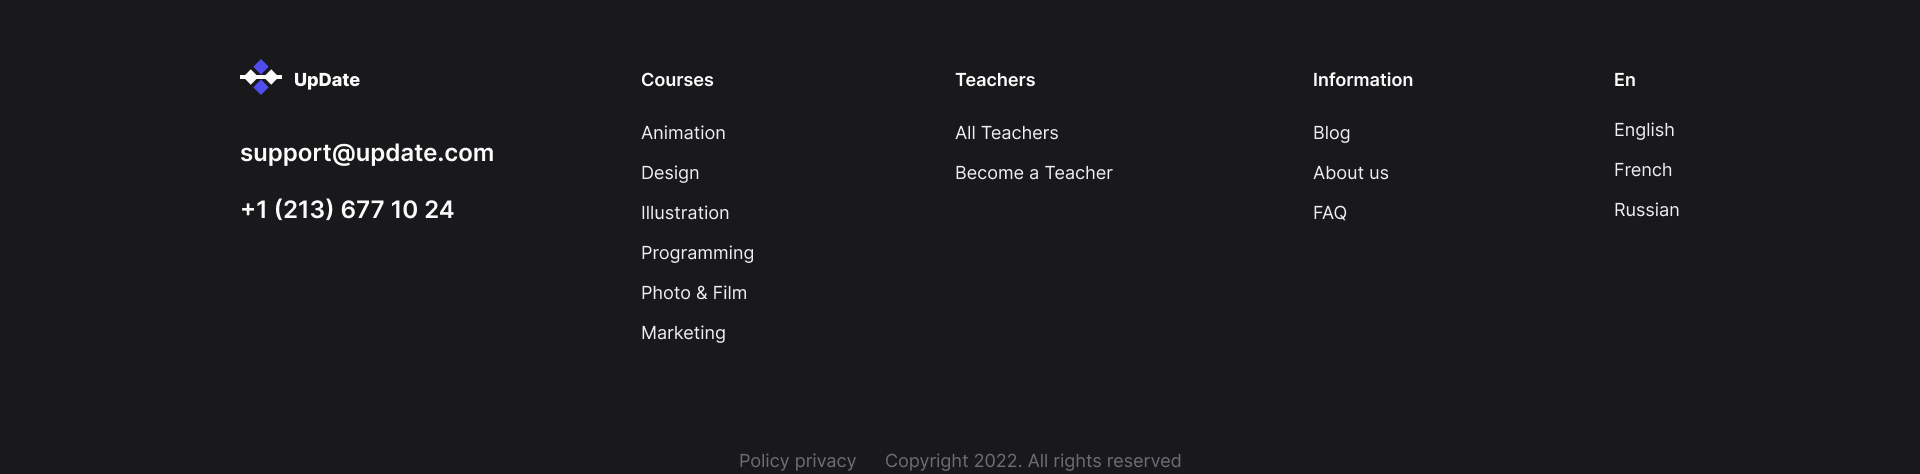 UpDate
support@update.com
+1 (213) 677 10 24
Courses
Animation
Design
Illustration
Programming
Photo & Film
Marketing
Teachers
All Teachers
Become a Teacher
Information
Blog
About us
FAQ
En
English
French
Russian
Policy privacy
Copyright 2022. All rights reserved